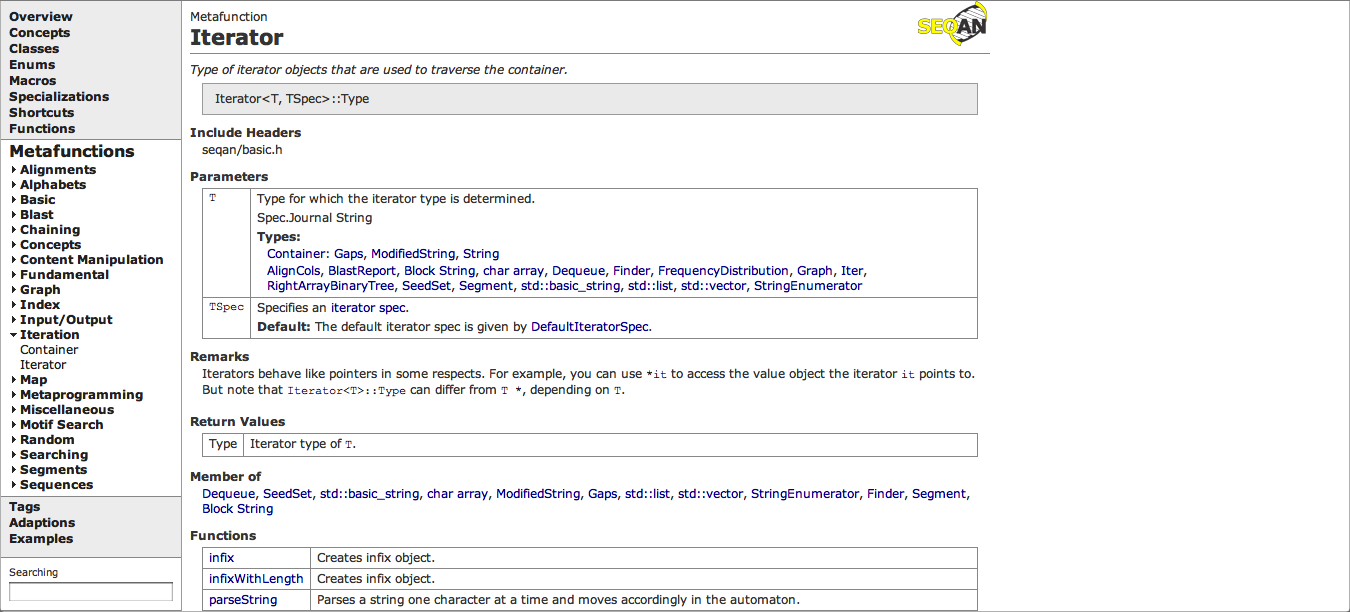 Overview
Concepts
Classes
Enums
Macros
Specializations
Shortcuts
Functions
Metafunctions
Alignments
Alphabets
Basic
Blast
Chaining
Concepts
Content Manipulation
Fundamental
Graph
Index
Input/Output
Iteration
Container
Iterator
Map
Metaprogramming
Miscellaneous
Motif Search
Random
Searching
Segments
Sequences
Tags
Adaptions
Examples
Searching
Metafunction
Iterator
SEQAN
Type of iterator objects that are used to traverse the container.
Iterator<T, TSpec>::Type
Include Headers
seqan/basic.h
Parameters
T Type for which the iterator type is determined.
Spec.Journal String
Types:
Container: Gaps, ModifiedString, String
AlignCols, BlastReport, Block String, char array, Dequeue, Finder, FrequencyDistribution, Graph, Iter,
RightArrayBinaryTree, SeedSet, Segment, std::basic_string, std::list, std::vector, StringEnumerator
TSpec Specifies an iterator spec.
Default: The default iterator spec is given by DefaultIteratorSpec.
Remarks
Iterators behave like pointers in some respects. For example, you can use *it to access the value object the iterator it points to.
But note that Iterator<T>::Type can differ from T *, depending on T.
Return Values
Type Iterator type of T.
Member of
Dequeue, SeedSet, std::basic_string, char array, ModifiedString, Gaps, std::list, std::vector, StringEnumerator, Finder, Segment,
Block String
Functions
infix Creates infix object.
infixWithLength Creates infix object.
parseString Parses a string one character at a time and moves accordingly in the automaton.